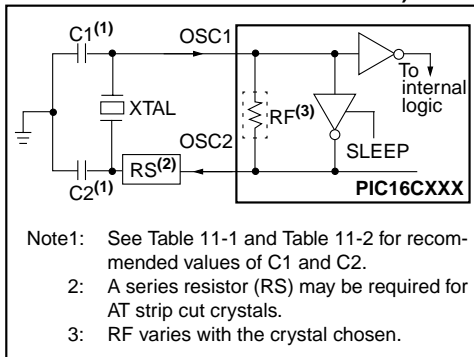 C1(1)
OSC1
To
internal
logic
XTAL
RF(3)
OSC2
SLEEP
RS(2)
C2(1)
PIC16CXXX
Note1: See Table 11-1 and Table 11-2 for recom-
mended values of C1 and C2.
2: A series resistor (RS) may be required for
AT strip cut crystals.
3: RF varies with the crystal chosen.